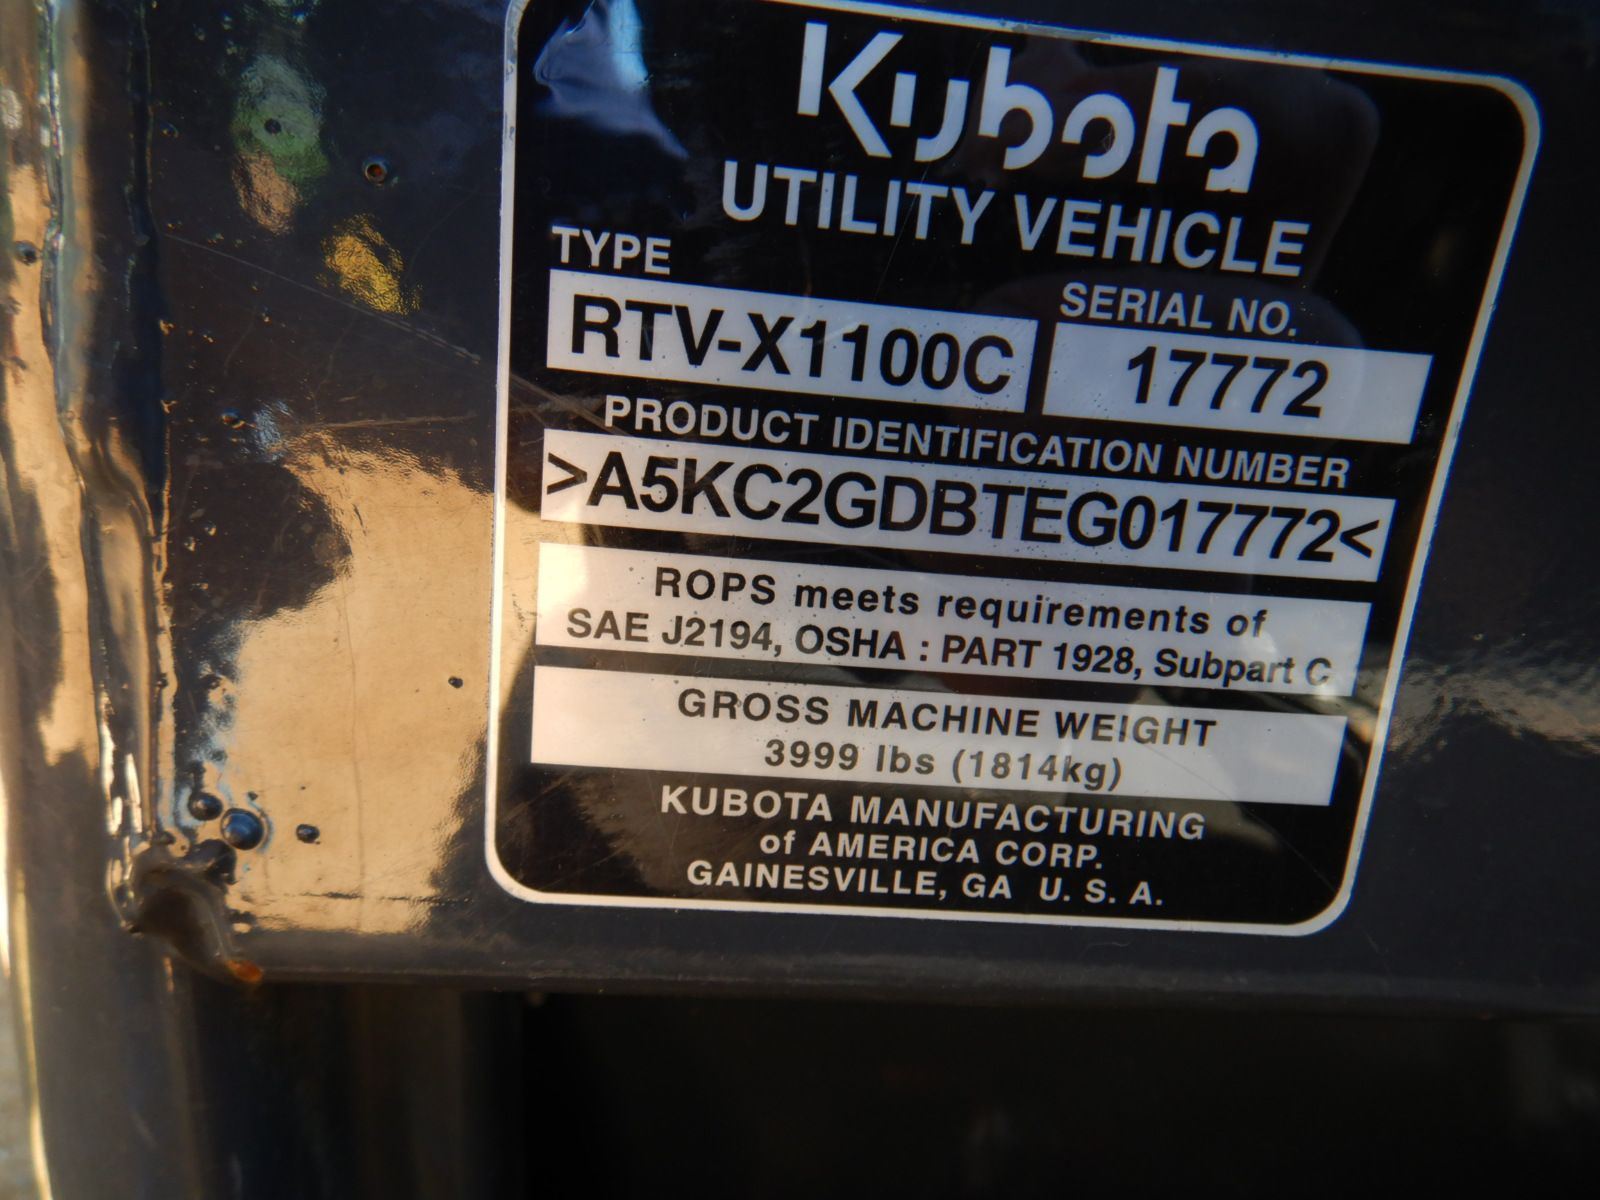 Kubota
UTILITY VEHICLE
TYPE
SERIAL NO.
RTV-X1100C
17772
PRODUCT IDENTIFICATION NUMBER
>A5KC2GDBTEG017772<
ROPS meets requirements of
SAE J2194, OSHA : PART 1928, Subpart C
GROSS MACHINE WEIGHT
3999 lbs (1814kg)
KUBOTA MANUFACTURING
of AMERICA CORP.
GAINESVILLE, GA U. S. A.